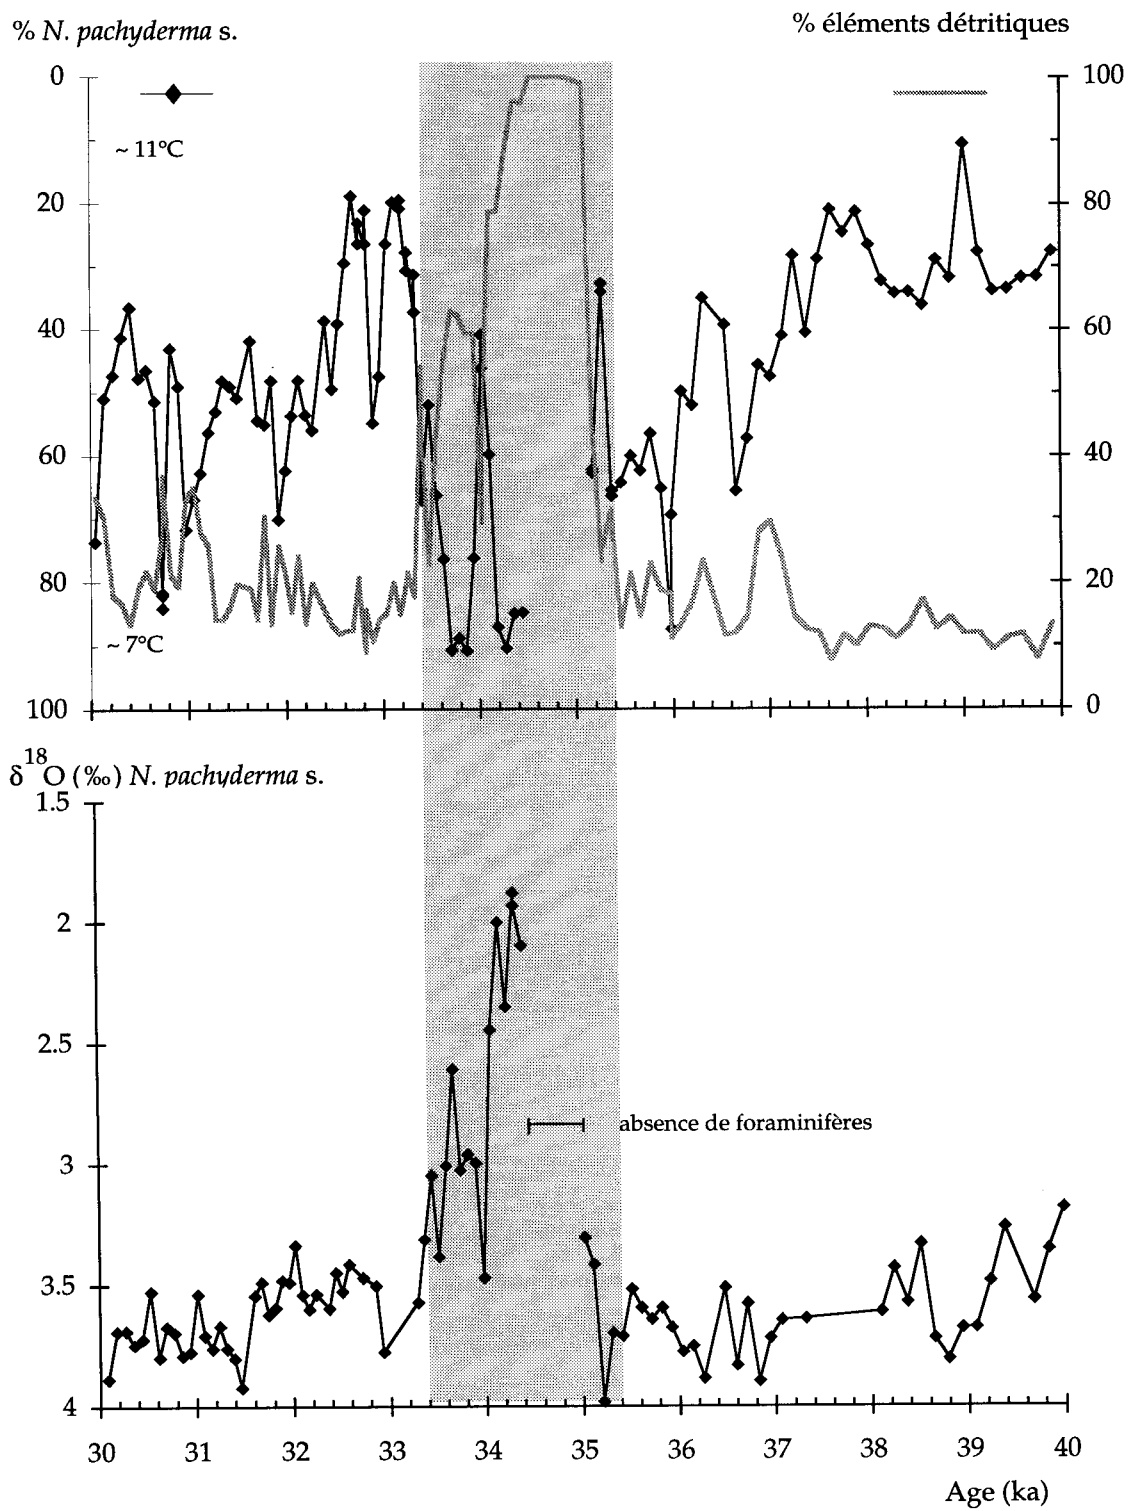 % N. pachyderma s.
% éléments détritiques
0
100
~ 11°C
20
80
40
60
60
40
80
20
~ 7°C
100
0
δ18O (‰) N. pachyderma s.
1.5
2
2.5
absence de foraminifères
3
3.5
4
30 31 32 33 34 35 36 37 38 39 40
Age (ka)